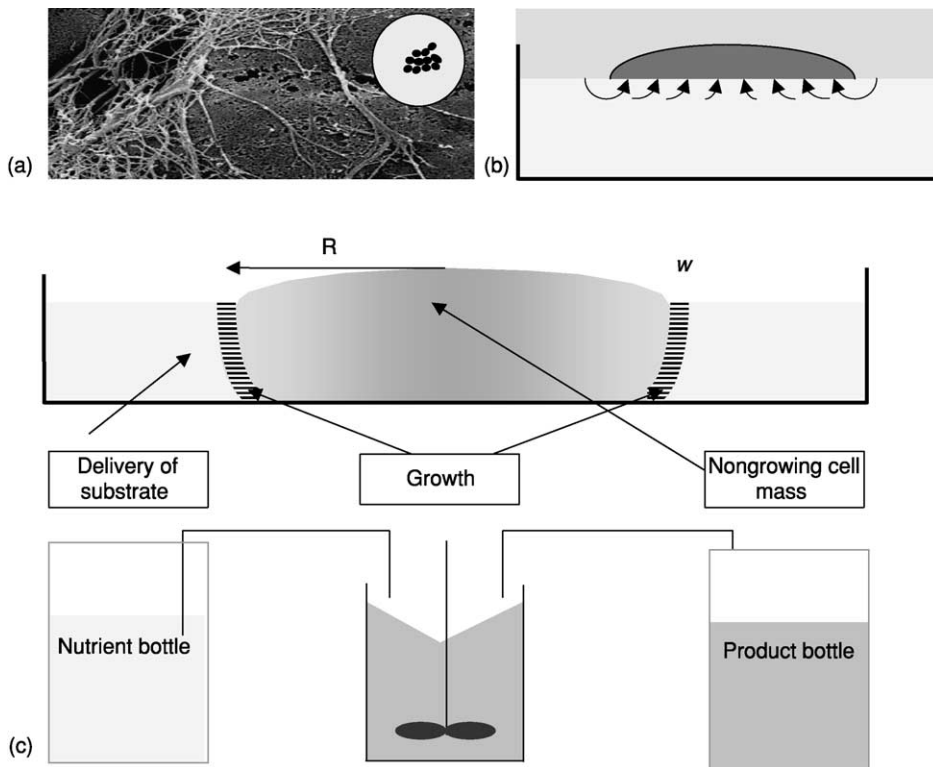 (a)
(b)
R
w
Delivery of
substrate
Growth
Nongrowing cell
mass
Nutrient bottle
Product bottle
(c)